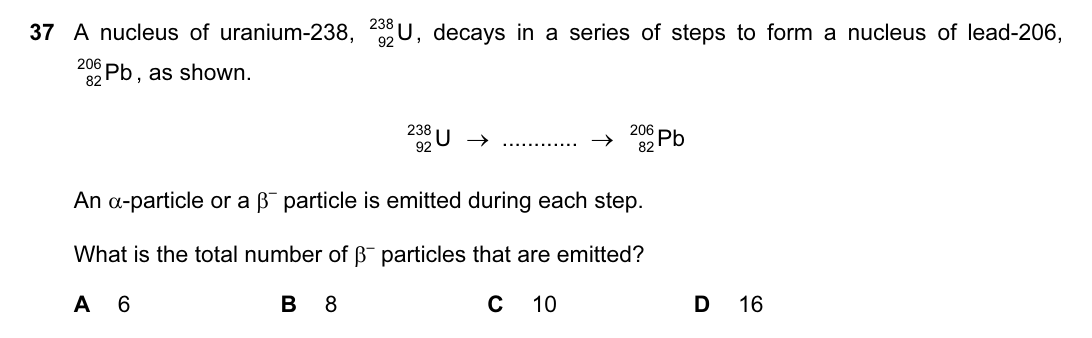 37 A nucleus of uranium-238, ²³⁸₉₂U, decays in a series of steps to form a nucleus of lead-206,
²⁰⁶₈₂Pb, as shown.
²³⁸₉₂U → ............ → ²⁰⁶₈₂Pb
An α-particle or a β⁻ particle is emitted during each step.
What is the total number of β⁻ particles that are emitted?
A 6 B 8 C 10 D 16